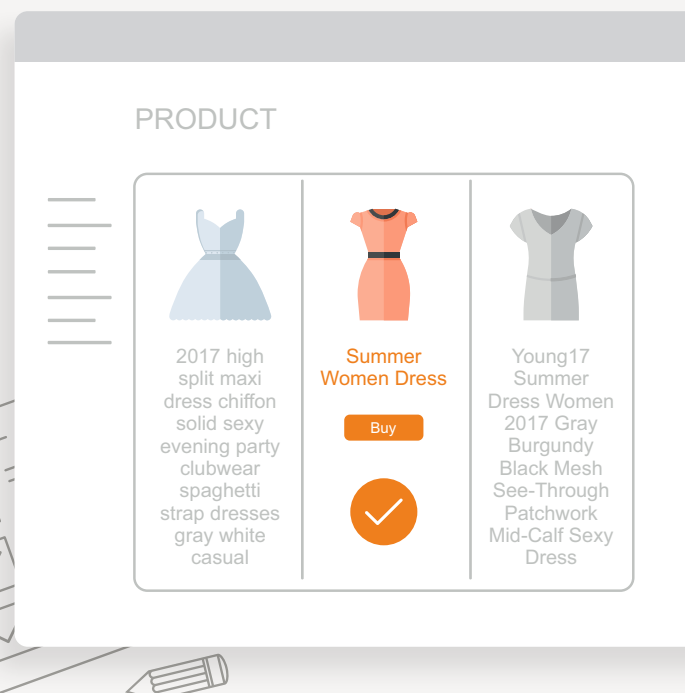 PRODUCT
2017 high
split maxi
dress chiffon
solid sexy
evening party
clubwear
spaghetti
strap dresses
gray white
casual
Summer
Women Dress
Buy
Young17
Summer
Dress Women
2017 Gray
Burgundy
Black Mesh
See-Through
Patchwork
Mid-Calf Sexy
Dress